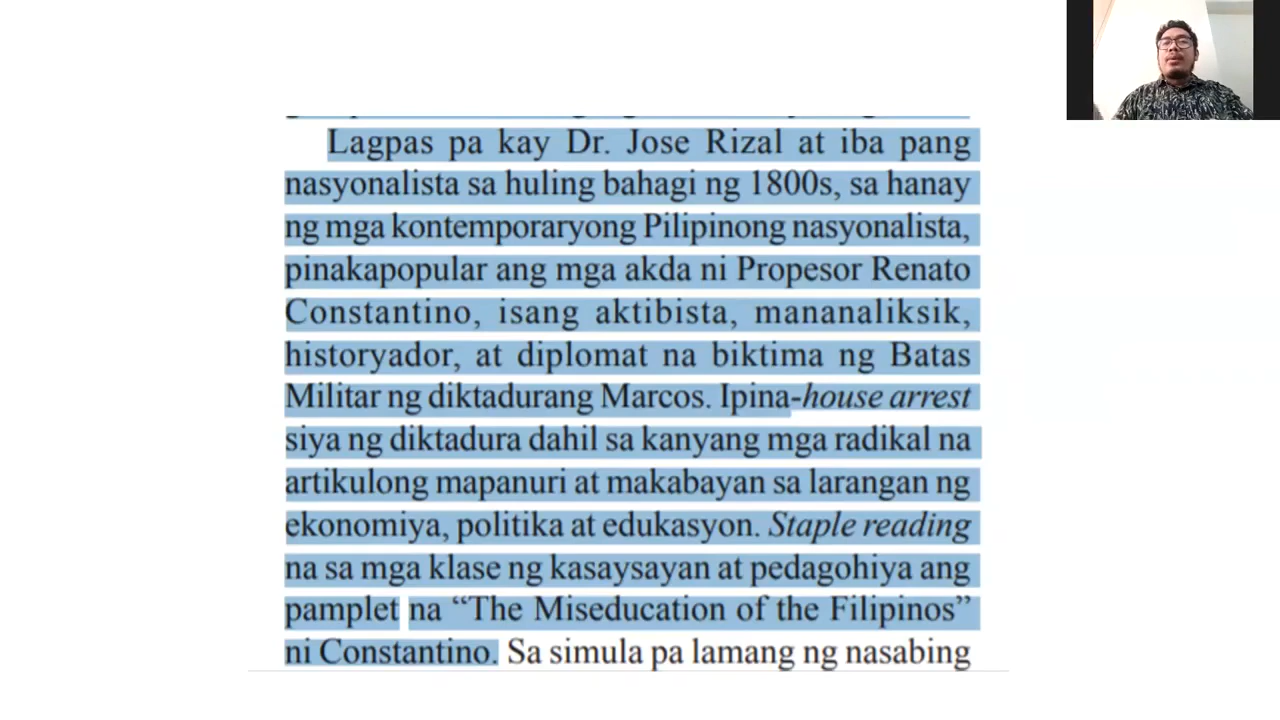 Lagpas pa kay Dr. Jose Rizal at iba pang
nasyonalista sa huling bahagi ng 1800s, sa hanay
ng mga kontemporaryong Pilipinong nasyonalista,
pinakapopular ang mga akda ni Propesor Renato
Constantino, isang aktibista, mananaliksik,
historyador, at diplomat na biktima ng Batas
Militar ng diktadurang Marcos. Ipina-house arrest
siya ng diktadura dahil sa kanyang mga radikal na
artikulong mapanuri at makabayan sa larangan ng
ekonomiya, politika at edukasyon. Staple reading
na sa mga klase ng kasaysayan at pedagohiya ang
pamplet na “The Miseducation of the Filipinos”
ni Constantino. Sa simula pa lamang ng nasabing